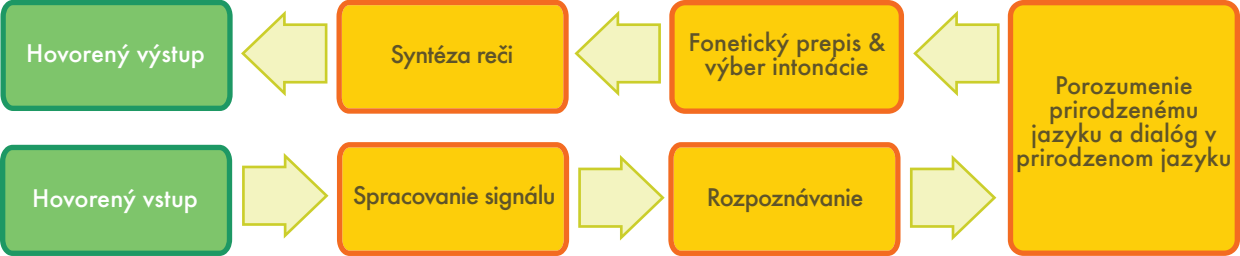 Hovorený výstup
Syntéza reči
Fonetický prepis &
výber intonácie
Porozumenie
prirodzenému
jazyku a dialóg v
prirodzenom jazyku
Hovorený vstup
Spracovanie signálu
Rozpoznávanie